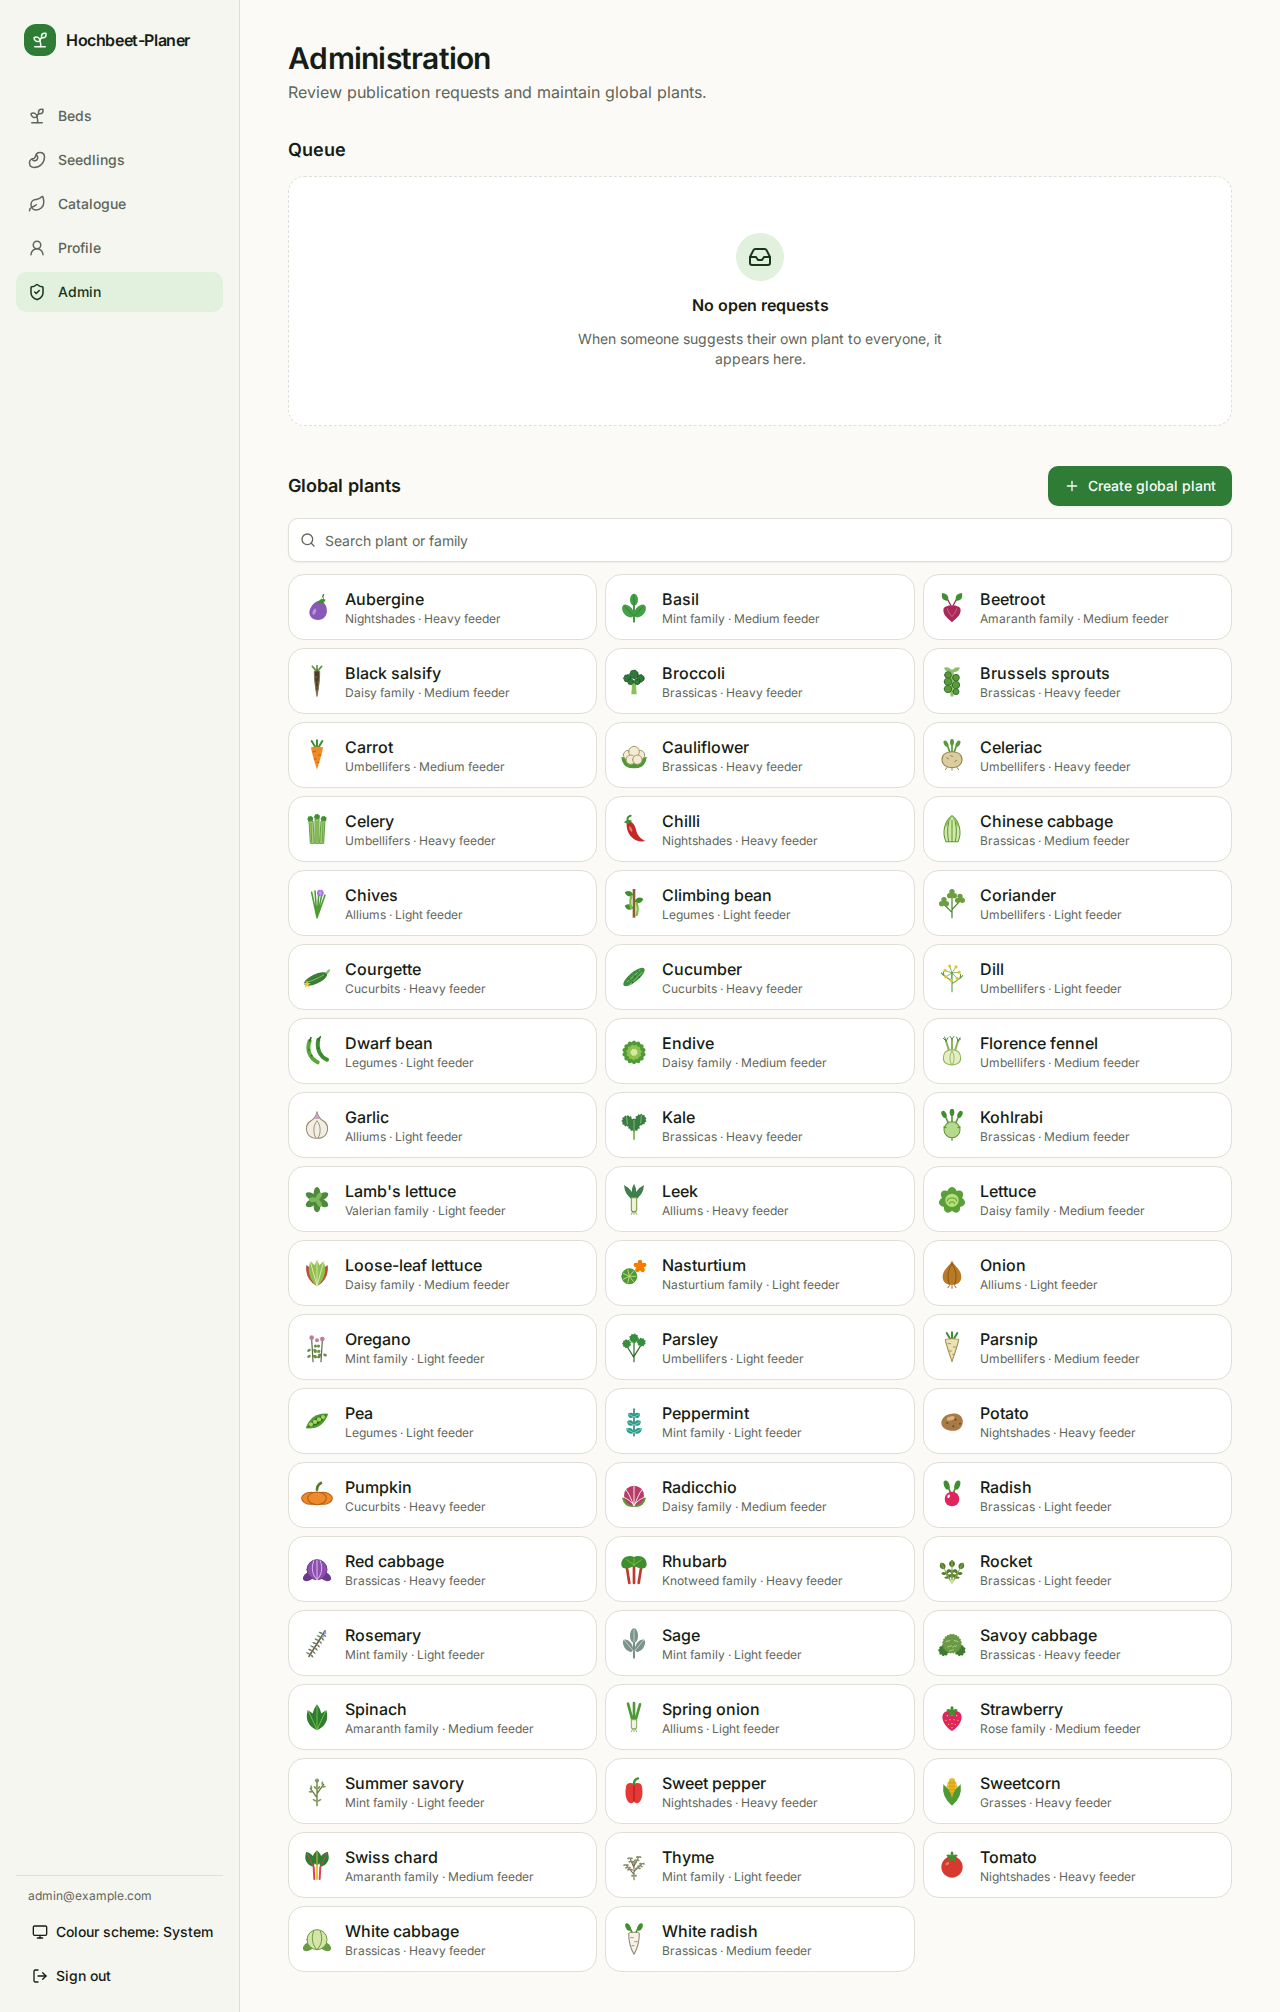 Hochbeet-Planer
Beds
Seedlings
Catalogue
Profile
Admin
admin@example.com
Colour scheme: System
Sign out
Administration
Review publication requests and maintain global plants.
Queue
No open requests
When someone suggests their own plant to everyone, it
appears here.
Global plants
Create global plant
Search plant or family
Aubergine
Nightshades · Heavy feeder
Basil
Mint family · Medium feeder
Beetroot
Amaranth family · Medium feeder
Black salsify
Daisy family · Medium feeder
Broccoli
Brassicas · Heavy feeder
Brussels sprouts
Brassicas · Heavy feeder
Carrot
Umbellifers · Medium feeder
Cauliflower
Brassicas · Heavy feeder
Celeriac
Umbellifers · Heavy feeder
Celery
Umbellifers · Heavy feeder
Chilli
Nightshades · Heavy feeder
Chinese cabbage
Brassicas · Medium feeder
Chives
Alliums · Light feeder
Climbing bean
Legumes · Light feeder
Coriander
Umbellifers · Light feeder
Courgette
Cucurbits · Heavy feeder
Cucumber
Cucurbits · Heavy feeder
Dill
Umbellifers · Light feeder
Dwarf bean
Legumes · Light feeder
Endive
Daisy family · Medium feeder
Florence fennel
Umbellifers · Medium feeder
Garlic
Alliums · Light feeder
Kale
Brassicas · Heavy feeder
Kohlrabi
Brassicas · Medium feeder
Lamb's lettuce
Valerian family · Light feeder
Leek
Alliums · Heavy feeder
Lettuce
Daisy family · Medium feeder
Loose-leaf lettuce
Daisy family · Medium feeder
Nasturtium
Nasturtium family · Light feeder
Onion
Alliums · Light feeder
Oregano
Mint family · Light feeder
Parsley
Umbellifers · Light feeder
Parsnip
Umbellifers · Medium feeder
Pea
Legumes · Light feeder
Peppermint
Mint family · Light feeder
Potato
Nightshades · Heavy feeder
Pumpkin
Cucurbits · Heavy feeder
Radicchio
Daisy family · Medium feeder
Radish
Brassicas · Light feeder
Red cabbage
Brassicas · Heavy feeder
Rhubarb
Knotweed family · Heavy feeder
Rocket
Brassicas · Light feeder
Rosemary
Mint family · Light feeder
Sage
Mint family · Light feeder
Savoy cabbage
Brassicas · Heavy feeder
Spinach
Amaranth family · Medium feeder
Spring onion
Alliums · Light feeder
Strawberry
Rose family · Medium feeder
Summer savory
Mint family · Light feeder
Sweet pepper
Nightshades · Heavy feeder
Sweetcorn
Grasses · Heavy feeder
Swiss chard
Amaranth family · Medium feeder
Thyme
Mint family · Light feeder
Tomato
Nightshades · Heavy feeder
White cabbage
Brassicas · Heavy feeder
White radish
Brassicas · Medium feeder